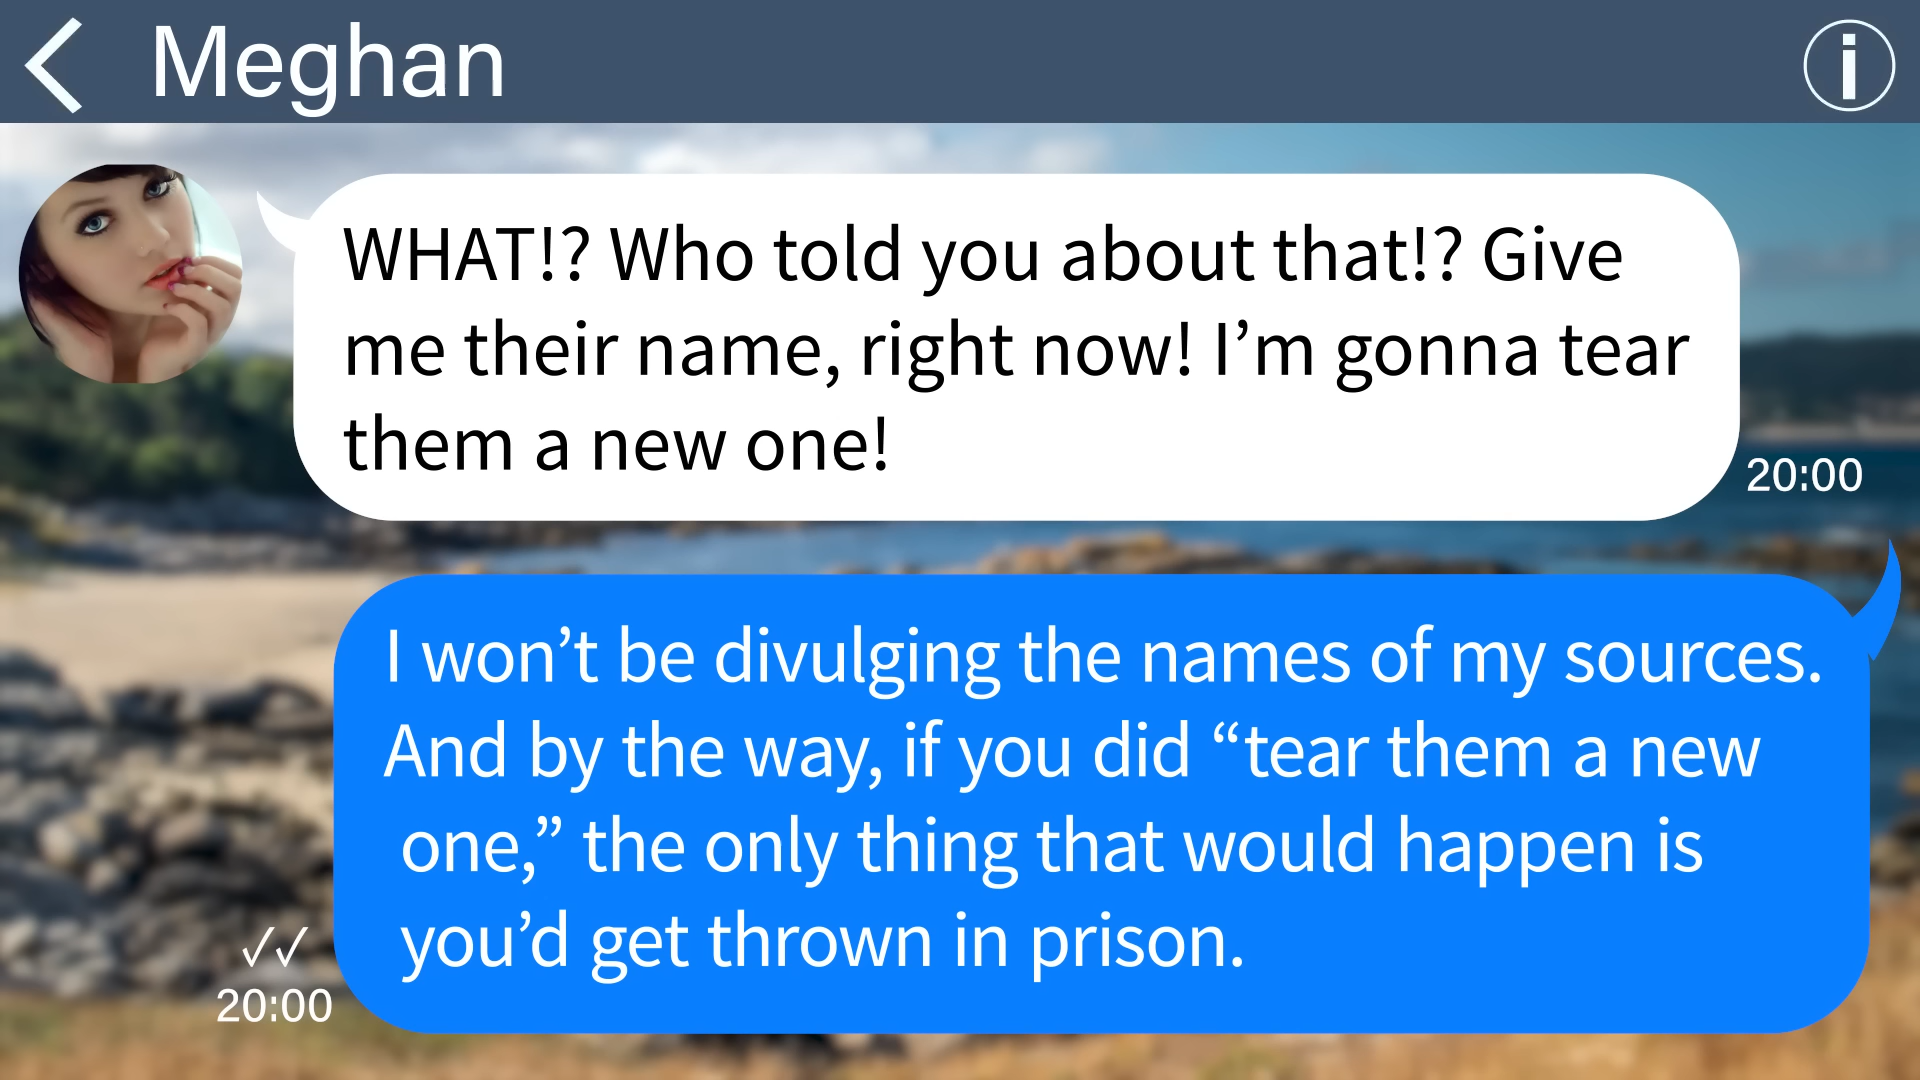 Meghan
WHAT!? Who told you about that!? Give
me their name, right now! I’m gonna tear
them a new one!
20:00
I won’t be divulging the names of my sources.
And by the way, if you did “tear them a new
one,” the only thing that would happen is
you’d get thrown in prison.
✓✓
20:00